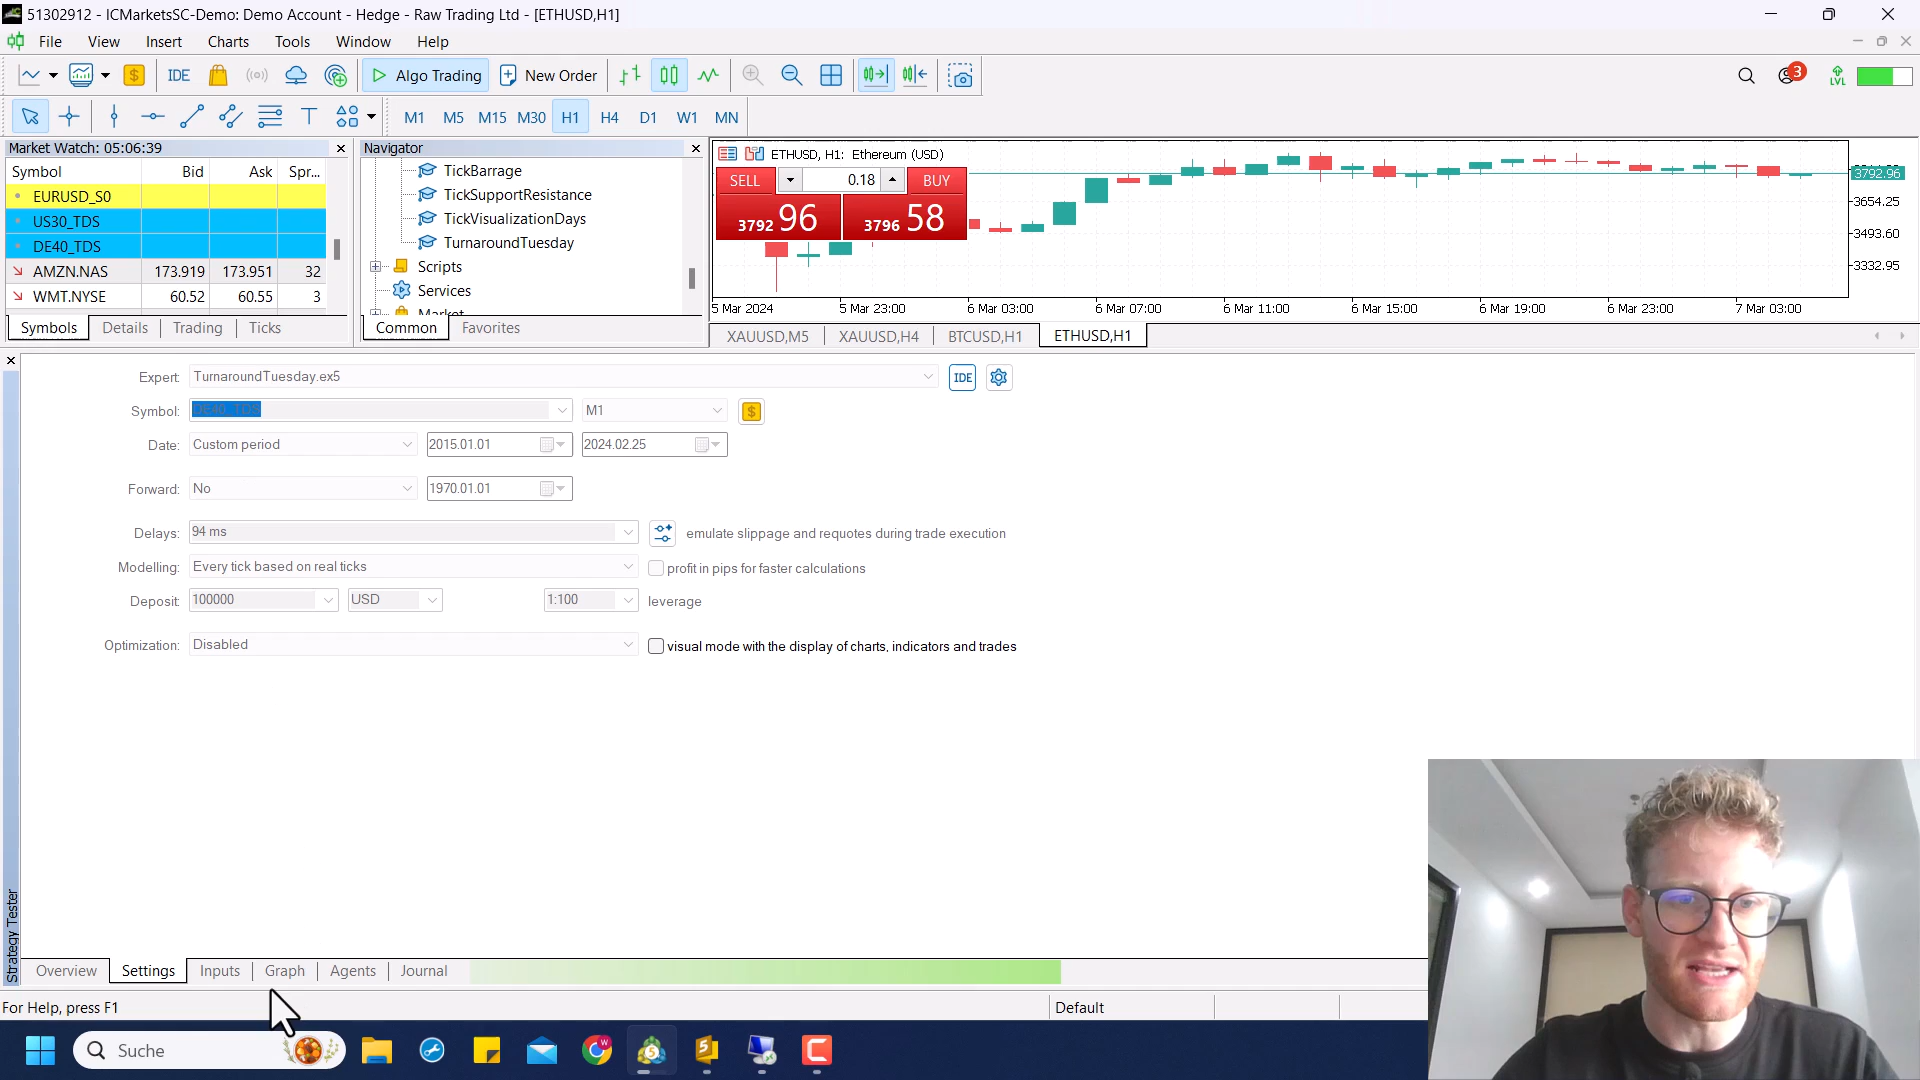 51302912 - ICMarketsSC-Demo: Demo Account - Hedge - Raw Trading Ltd - [ETHUSD,H1]
File View Insert Charts Tools Window Help
IDE Algo Trading New Order 3 LVL
M1 M5 M15 M30 H1 H4 D1 W1 MN
Market Watch: 05:06:39
Symbol Bid Ask Spr...
EURUSD_S0
US30_TDS
DE40_TDS
AMZN.NAS 173.919 173.951 32
WMT.NYSE 60.52 60.55 3
Symbols Details Trading Ticks
Navigator
TickBarrage
TickSupportResistance
TickVisualizationDays
TurnaroundTuesday
Scripts
Services
Market
Common Favorites
ETHUSD, H1: Ethereum (USD)
SELL 0.18 BUY
3792 96 3796 58
3792.96
3654.25
3493.60
3332.95
5 Mar 2024 5 Mar 23:00 6 Mar 03:00 6 Mar 07:00 6 Mar 11:00 6 Mar 15:00 6 Mar 19:00 6 Mar 23:00 7 Mar 03:00
XAUUSD,M5 XAUUSD,H4 BTCUSD,H1 ETHUSD,H1
Expert: TurnaroundTuesday.ex5 IDE
Symbol: DE40_TDS M1
Date: Custom period 2015.01.01 2024.02.25
Forward: No 1970.01.01
Delays: 94 ms emulate slippage and requotes during trade execution
Modelling: Every tick based on real ticks profit in pips for faster calculations
Deposit: 100000 USD 1:100 leverage
Optimization: Disabled visual mode with the display of charts, indicators and trades
Strategy Tester
Overview Settings Inputs Graph Agents Journal
For Help, press F1 Default
Suche